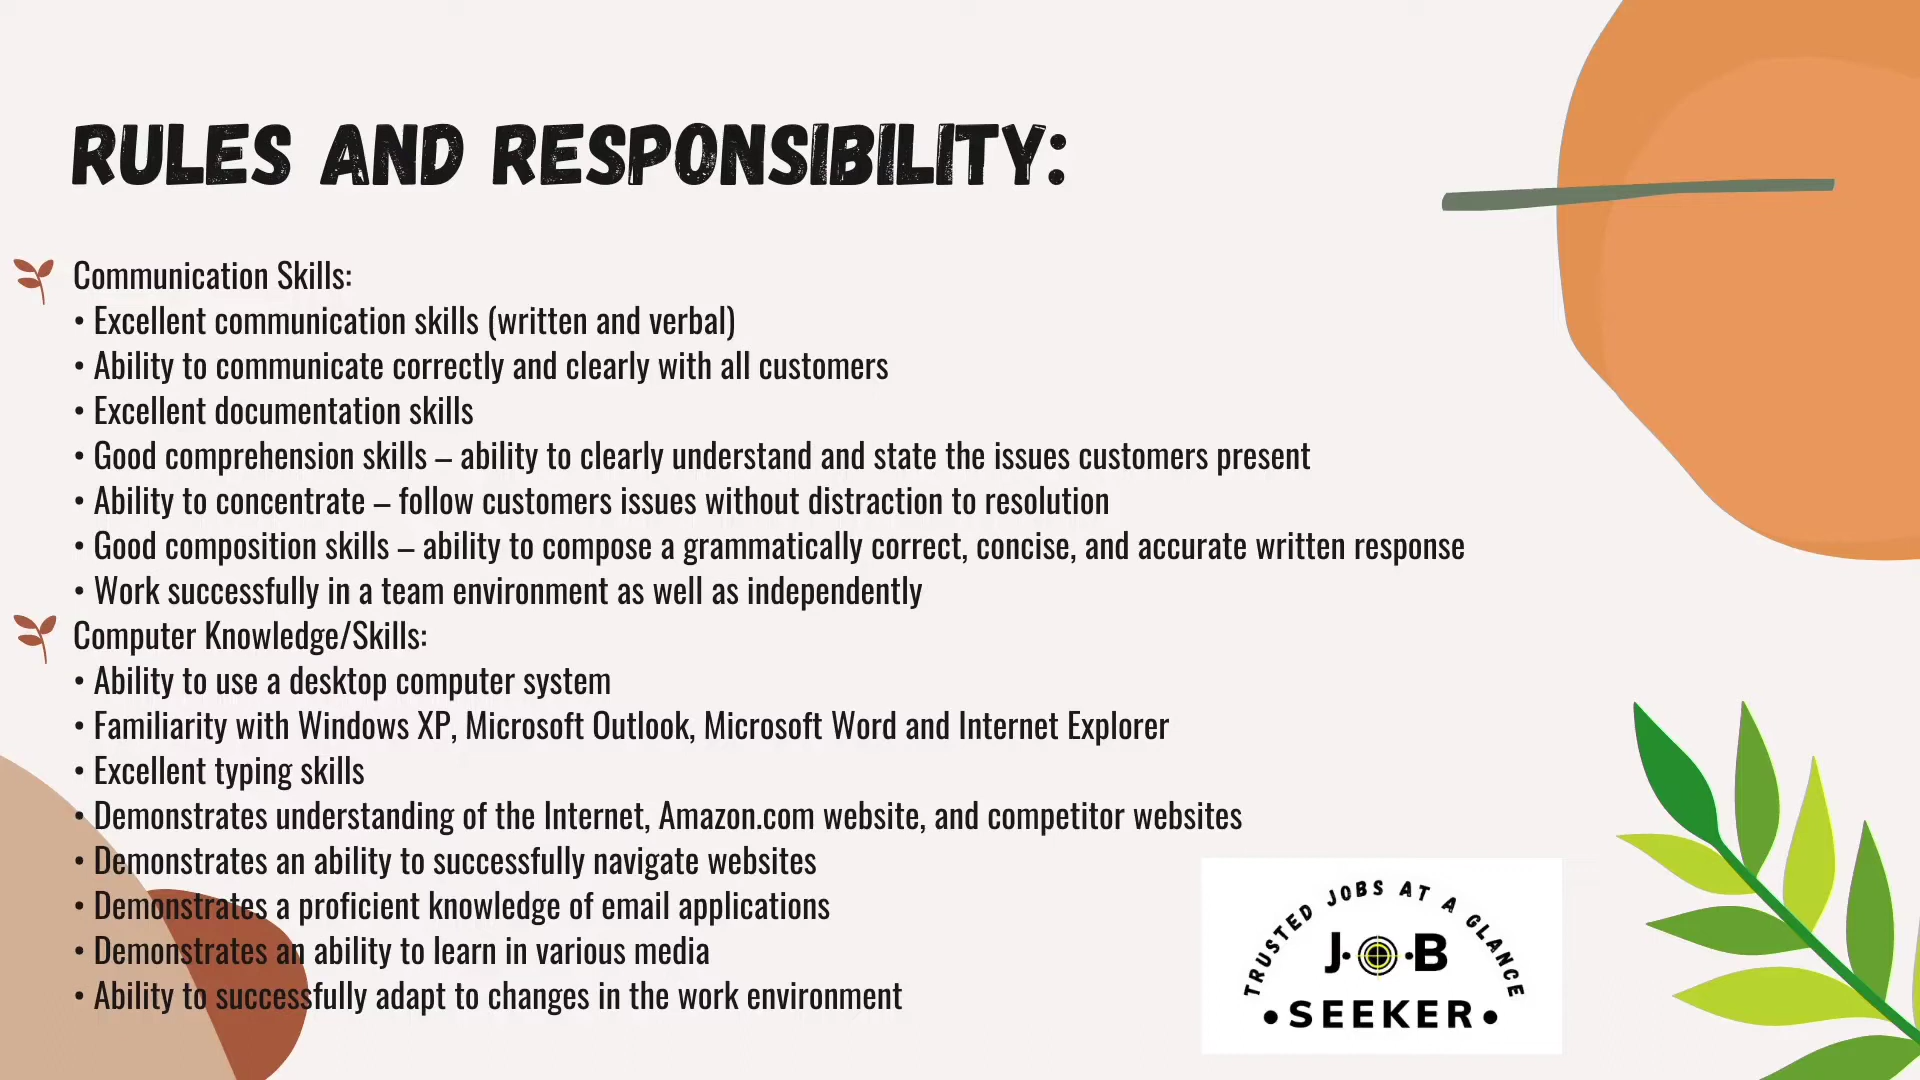 RULES AND RESPONSIBILITY:
Communication Skills:
• Excellent communication skills (written and verbal)
• Ability to communicate correctly and clearly with all customers
• Excellent documentation skills
• Good comprehension skills – ability to clearly understand and state the issues customers present
• Ability to concentrate – follow customers issues without distraction to resolution
• Good composition skills – ability to compose a grammatically correct, concise, and accurate written response
• Work successfully in a team environment as well as independently
Computer Knowledge/Skills:
• Ability to use a desktop computer system
• Familiarity with Windows XP, Microsoft Outlook, Microsoft Word and Internet Explorer
• Excellent typing skills
• Demonstrates understanding of the Internet, Amazon.com website, and competitor websites
• Demonstrates an ability to successfully navigate websites
• Demonstrates a proficient knowledge of email applications
• Demonstrates an ability to learn in various media
• Ability to successfully adapt to changes in the work environment
TRUSTED JOBS AT A GLANCE
J•O•B
• SEEKER •